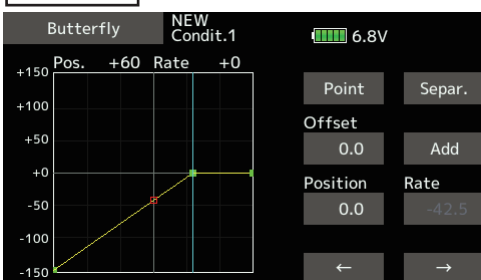 Butterfly
NEW
Condit.1
6.8V
Pos. +60 Rate +0
+150
+100
+50
+0
-50
-100
-150
Point Separ.
Offset
0.0 Add
Position Rate
0.0 -42.5
← →